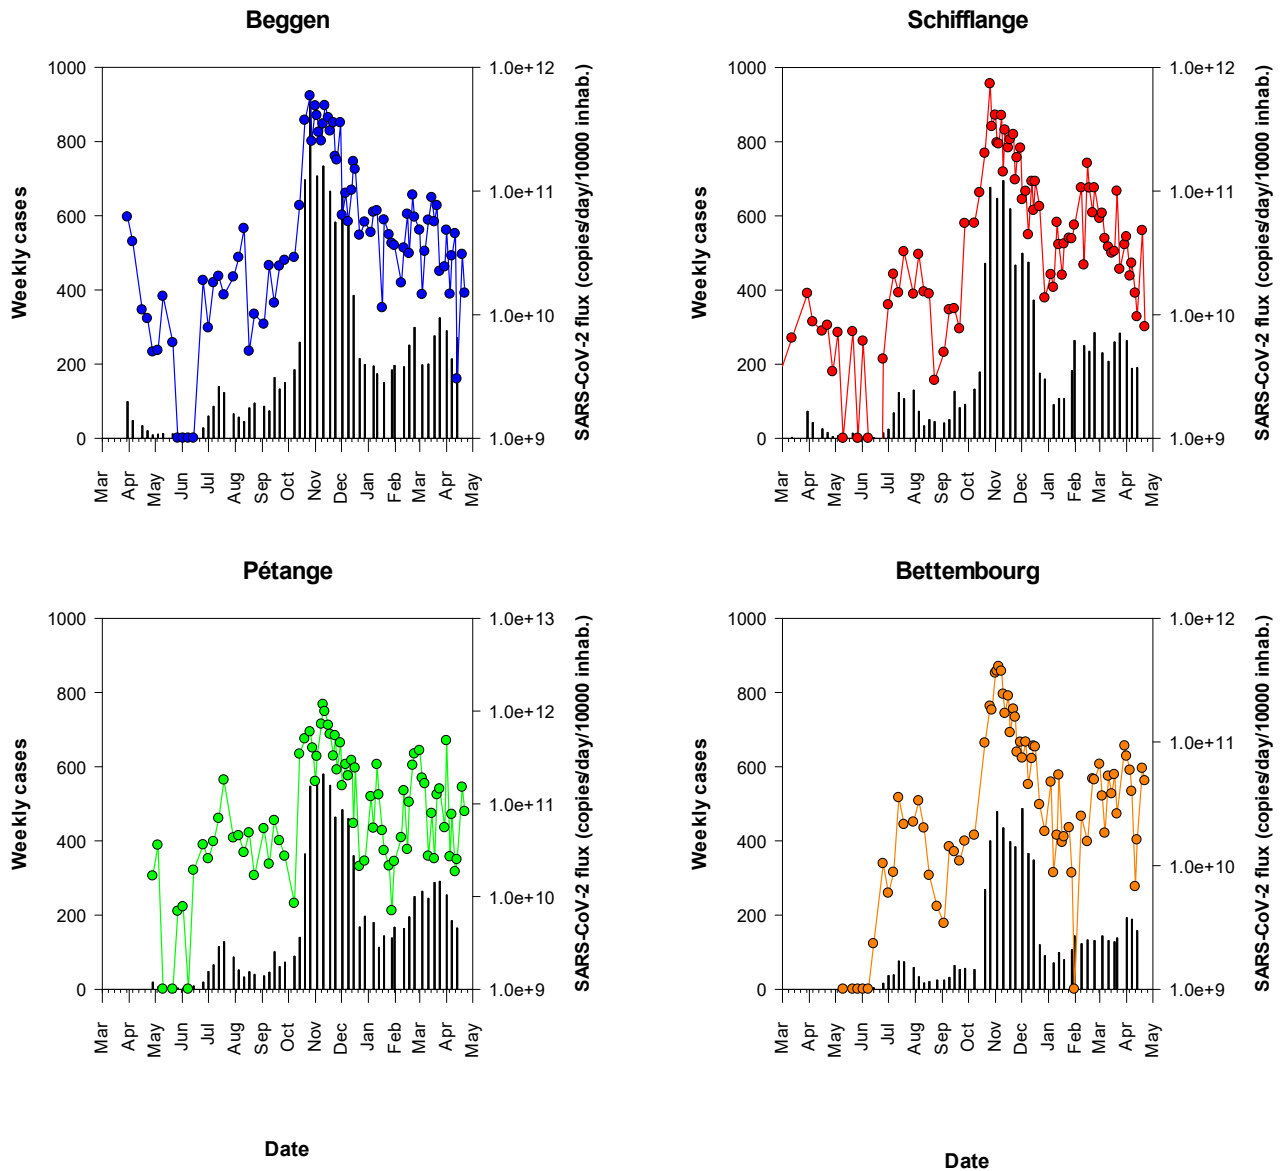 Beggen
Weekly cases
1000
800
600
400
200
0
1.0e+12
1.0e+11
1.0e+10
1.0e+9
SARS-CoV-2 flux (copies/day/10000 inhab.)
Mar
Apr
May
Jun
Jul
Aug
Sep
Oct
Nov
Dec
Jan
Feb
Mar
Apr
May
Schifflange
Weekly cases
1000
800
600
400
200
0
1.0e+12
1.0e+11
1.0e+10
1.0e+9
SARS-CoV-2 flux (copies/day/10000 inhab.)
Mar
Apr
May
Jun
Jul
Aug
Sep
Oct
Nov
Dec
Jan
Feb
Mar
Apr
May
Pétange
Weekly cases
1000
800
600
400
200
0
1.0e+13
1.0e+12
1.0e+11
1.0e+10
1.0e+9
SARS-CoV-2 flux (copies/day/10000 inhab.)
Mar
Apr
May
Jun
Jul
Aug
Sep
Oct
Nov
Dec
Jan
Feb
Mar
Apr
May
Date
Bettembourg
Weekly cases
1000
800
600
400
200
0
1.0e+12
1.0e+11
1.0e+10
1.0e+9
SARS-CoV-2 flux (copies/day/10000 inhab.)
Mar
Apr
May
Jun
Jul
Aug
Sep
Oct
Nov
Dec
Jan
Feb
Mar
Apr
May
Date